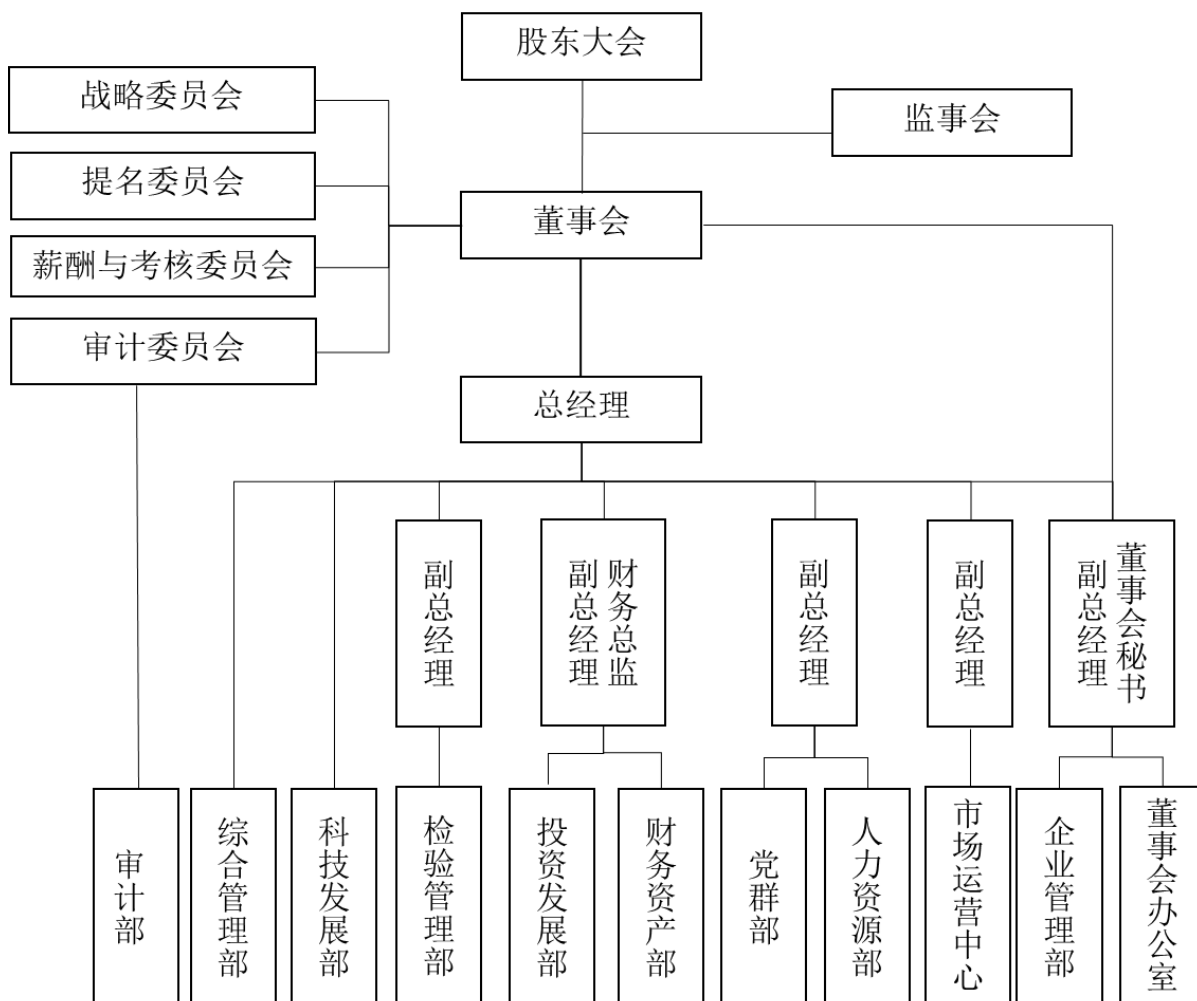 股东大会
战略委员会
监事会
提名委员会
董事会
薪酬与考核委员会
审计委员会
总经理
副总经理
副总经理
财务总监
副总经理
副总经理
副总经理
董事会秘书
审计部
综合管理部
科技发展部
检验管理部
投资发展部
财务资产部
党群部
人力资源部
市场运营中心
企业管理部
董事会办公室